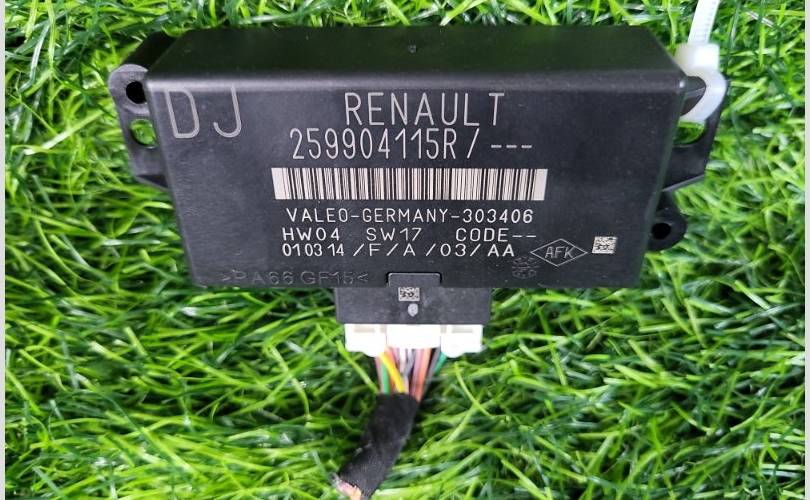 DJ
RENAULT
259904115R/---
VALEO-GERMANY-303406
HW04 SW17 CODE--
010314/F/A/03/AA AFK
>PA66 GF15<